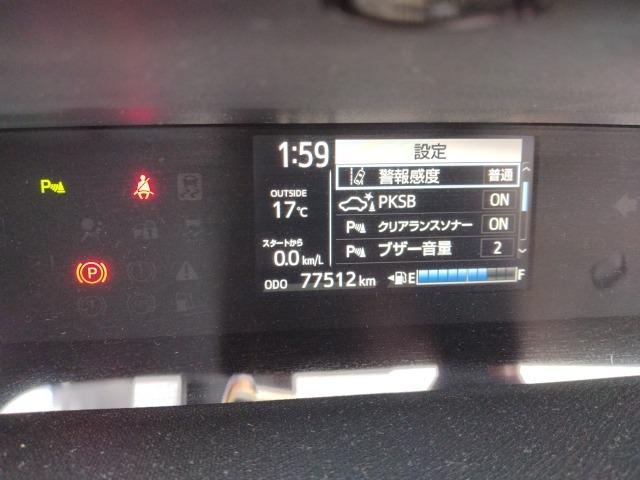 1:59
設定
警報感度 普通
OUTSIDE
17℃
PKSB ON
クリアランスソナー ON
スタートから
0.0 km/L
ブザー音量 2
ODO 77512 km
E F
P
P